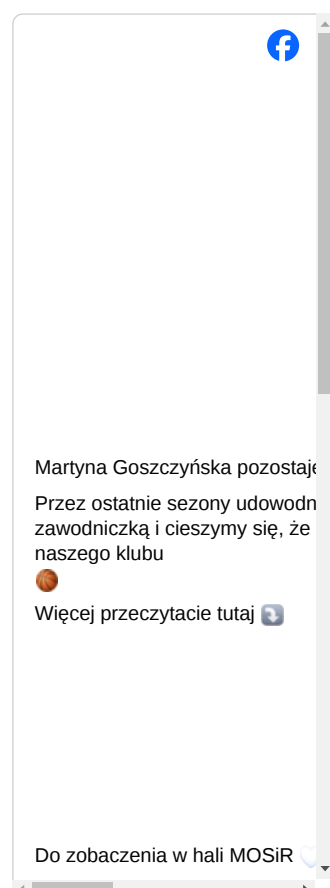 Martyna Goszczyńska pozostaje
Przez ostatnie sezony udowodn
zawodniczką i cieszymy się, że
naszego klubu
Więcej przeczytacie tutaj
Do zobaczenia w hali MOSiR